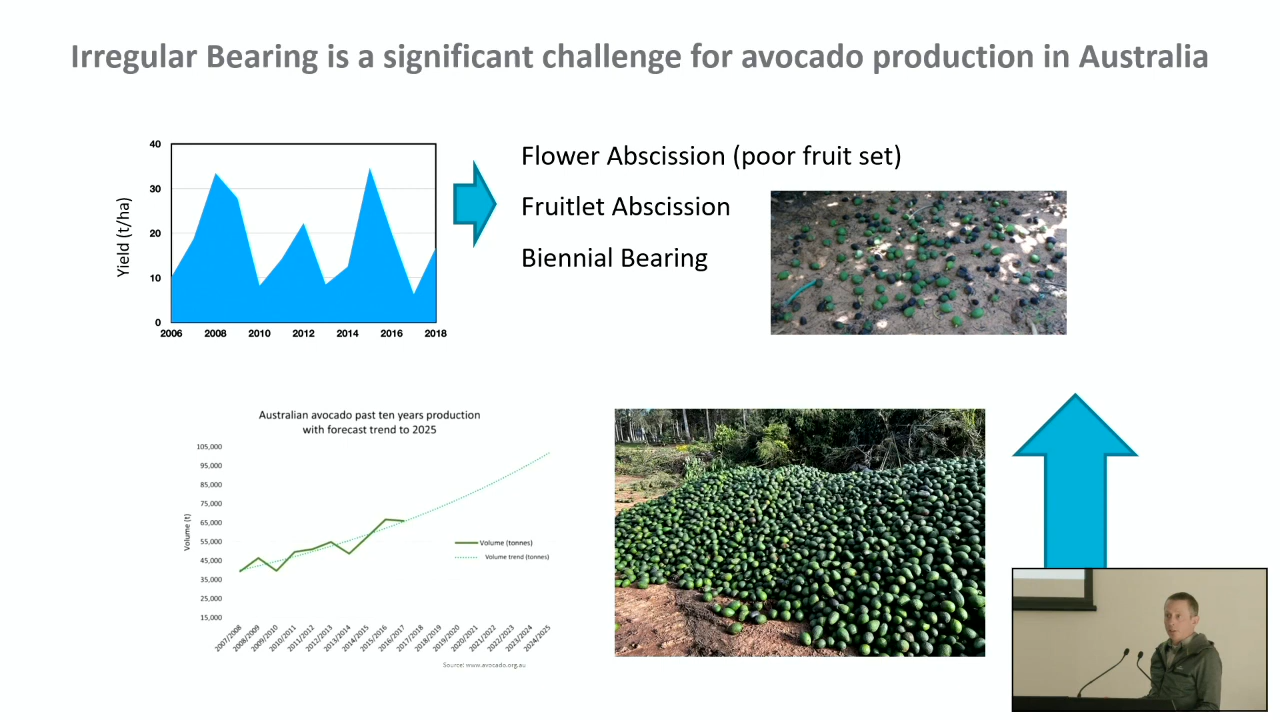 Irregular Bearing is a significant challenge for avocado production in Australia
Yield (t/ha)
40
30
20
10
0
2006 2008 2010 2012 2014 2016 2018
Flower Abscission (poor fruit set)
Fruitlet Abscission
Biennial Bearing
Australian avocado past ten years production
with forecast trend to 2025
Volume (t)
105,000
95,000
85,000
75,000
65,000
55,000
45,000
35,000
25,000
15,000
Volume (tonnes)
Volume trend (tonnes)
2007/2008 2008/2009 2009/2010 2010/2011 2011/2012 2012/2013 2013/2014 2014/2015 2015/2016 2016/2017 2017/2018 2018/2019 2019/2020 2020/2021 2021/2022 2022/2023 2023/2024 2024/2025
Source: www.avocado.org.au